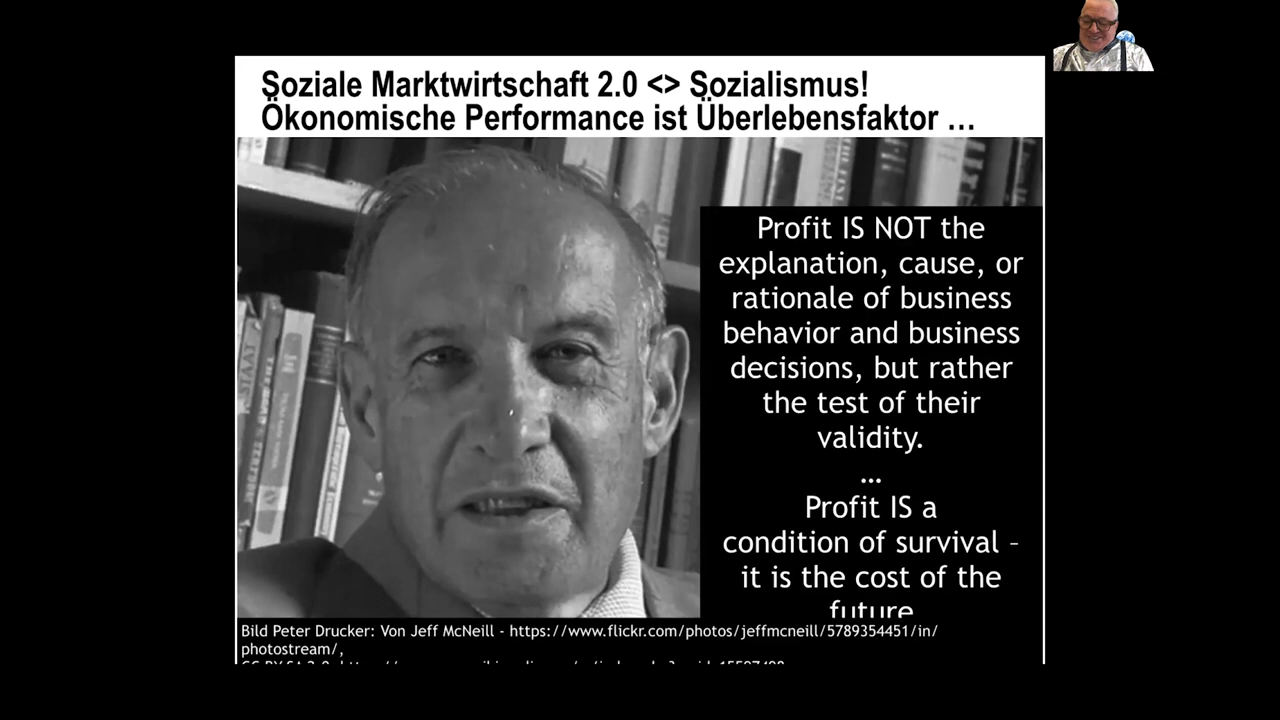 Soziale Marktwirtschaft 2.0 <> Sozialismus!
Ökonomische Performance ist Überlebensfaktor ...
Profit IS NOT the
explanation, cause, or
rationale of business
behavior and business
decisions, but rather
the test of their
validity.
...
Profit IS a
condition of survival –
it is the cost of the
future
STAAT
Bild Peter Drucker: Von Jeff McNeill - https://www.flickr.com/photos/jeffmcneill/5789354451/in/
photostream/,